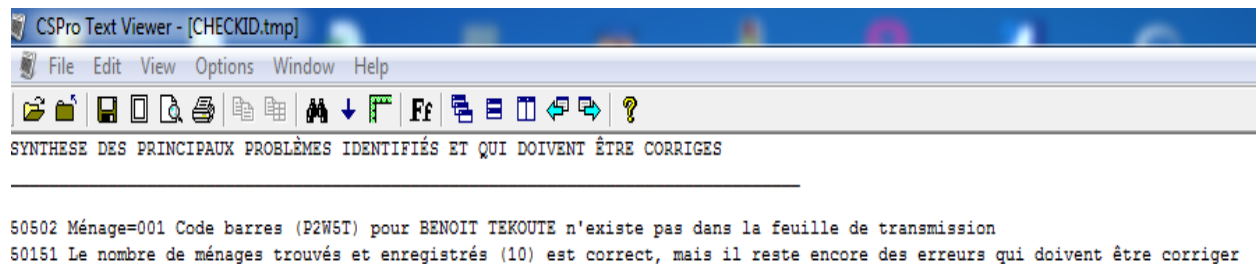 CSPro Text Viewer - [CHECKID.tmp]
File Edit View Options Window Help
SYNTHESE DES PRINCIPAUX PROBLÈMES IDENTIFIÉS ET QUI DOIVENT ÊTRE CORRIGES
50502 Ménage=001 Code barres (P2W5T) pour BENOIT TEKOUTE n'existe pas dans la feuille de transmission
50151 Le nombre de ménages trouvés et enregistrés (10) est correct, mais il reste encore des erreurs qui doivent être corriger